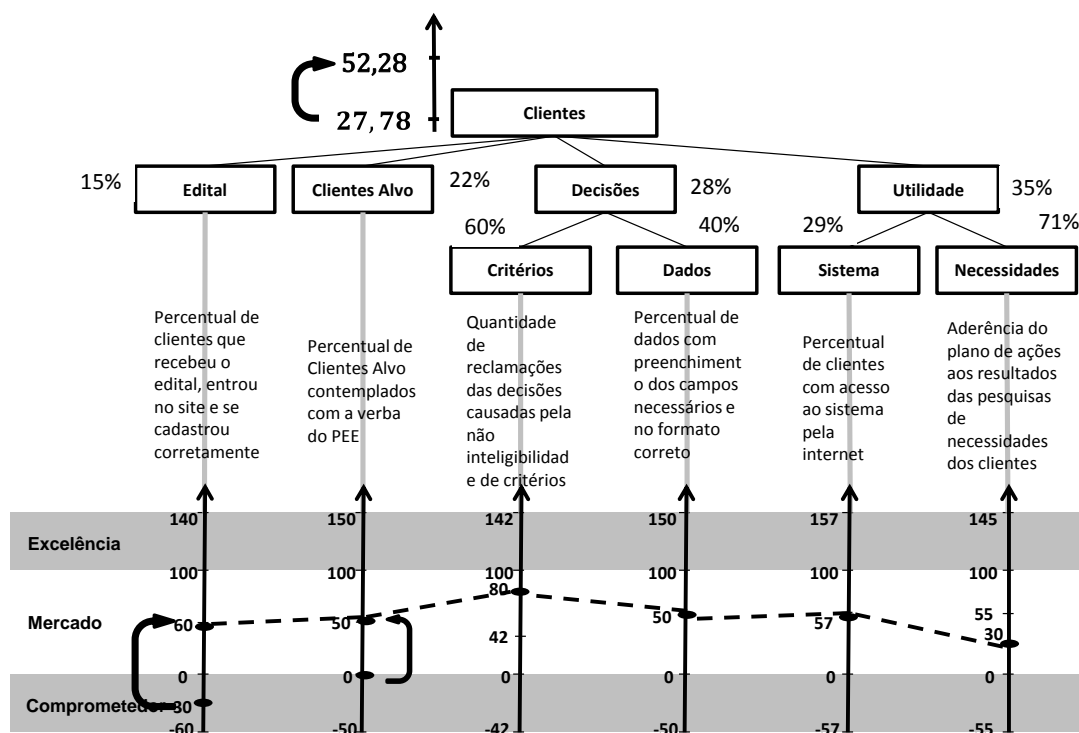 52,28
27,78
Clientes
15%
Edital
Clientes Alvo
22%
Decisões
28%
Utilidade
35%
60%
40%
29%
71%
Critérios
Dados
Sistema
Necessidades
Percentual de
clientes que
recebeu o
edital, entrou
no site e se
cadastrou
corretamente
Percentual de
Clientes Alvo
contemplados
com a verba
do PEE
Quantidade
de
reclamações
das decisões
causadas pela
não
inteligibilidad
e de critérios
Percentual de
dados com
preenchiment
o dos campos
necessários e
no formato
correto
Percentual
de clientes
com acesso
ao sistema
pela
internet
Aderência do
plano de ações
aos resultados
das pesquisas
de
necessidades
dos clientes
140
150
142
150
157
145
Excelência
100
100
100
100
100
100
80
Mercado
60
50
42
50
57
55
30
0
0
0
0
0
0
Comprometedor
-30
-60
-50
-42
-50
-57
-55